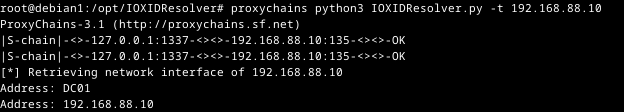 root@debian1:/opt/IOXIDResolver# proxychains python3 IOXIDResolver.py -t 192.168.88.10
ProxyChains-3.1 (http://proxychains.sf.net)
|S-chain|-<>-127.0.0.1:1337-<><>-192.168.88.10:135-<><>-OK
|S-chain|-<>-127.0.0.1:1337-<><>-192.168.88.10:135-<><>-OK
[*] Retrieving network interface of 192.168.88.10
Address: DC01
Address: 192.168.88.10